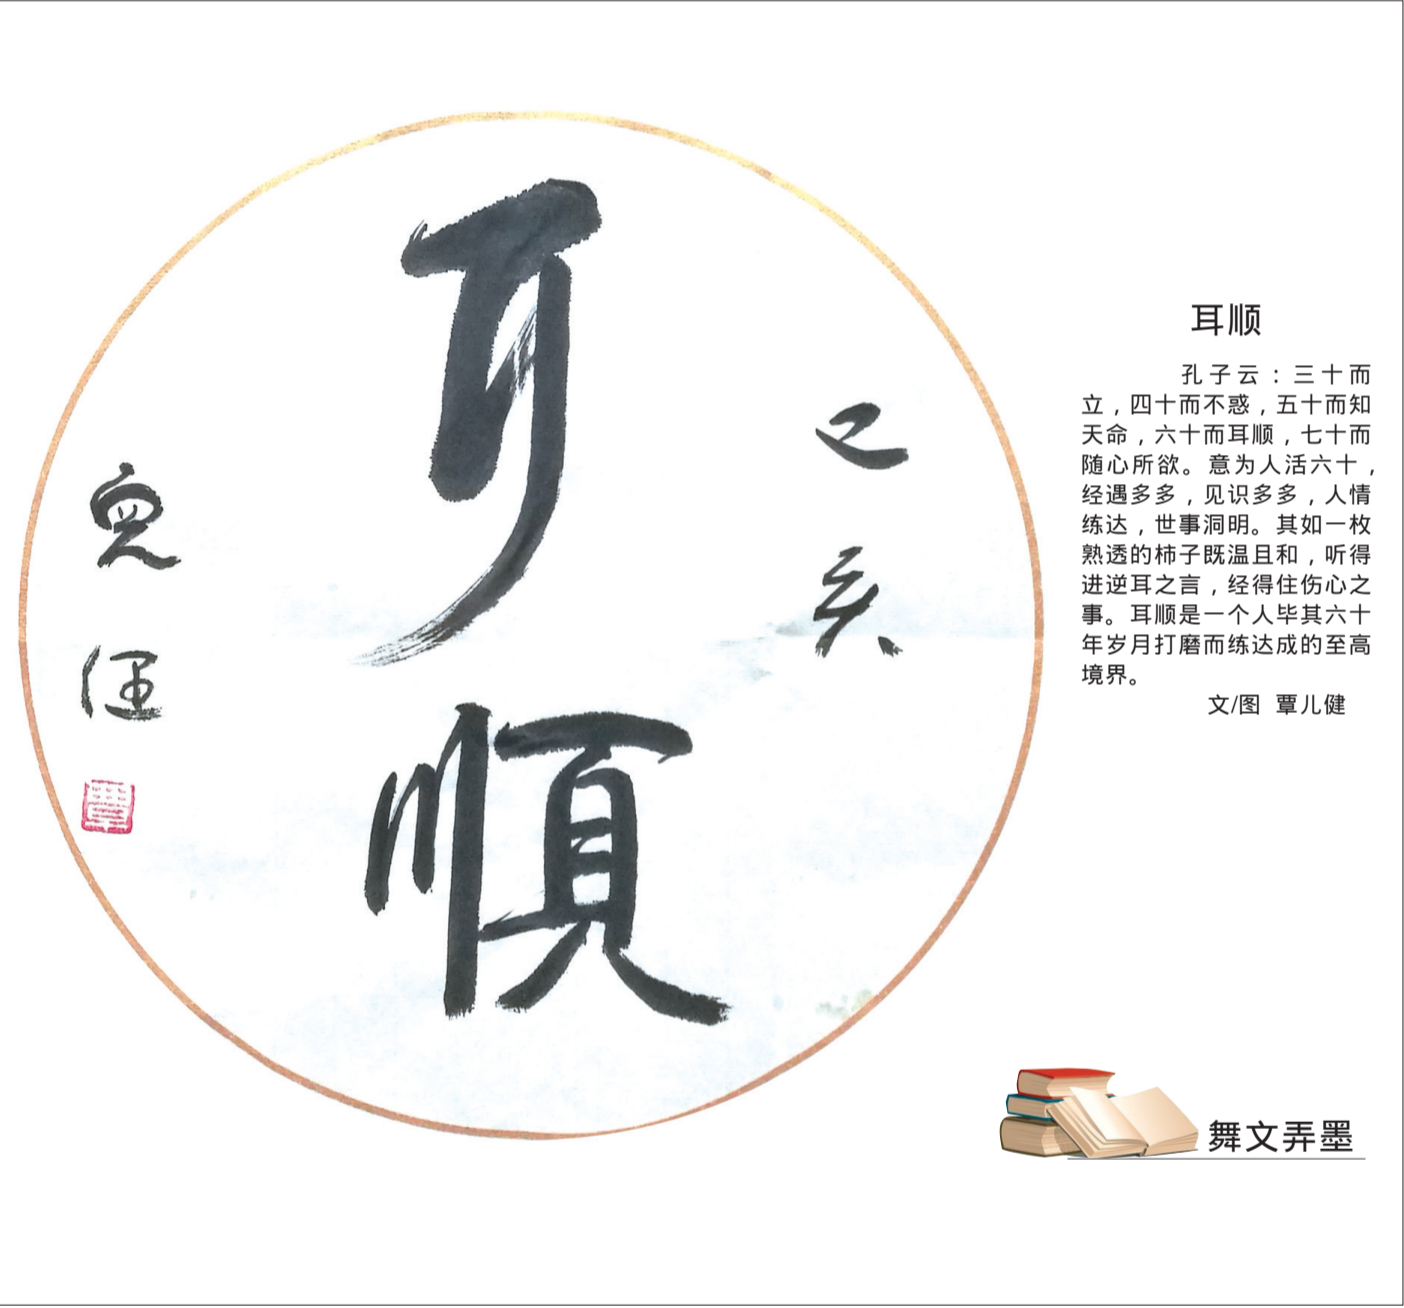 耳順
己亥
兒健
耳顺
孔子云：三十而
立，四十而不惑，五十而知
天命，六十而耳顺，七十而
随心所欲。意为人活六十，
经遇多多，见识多多，人情
练达，世事洞明。其如一枚
熟透的柿子既温且和，听得
进逆耳之言，经得住伤心之
事。耳顺是一个人毕其六十
年岁月打磨而练达成的至高
境界。
文/图 覃儿健
舞文弄墨